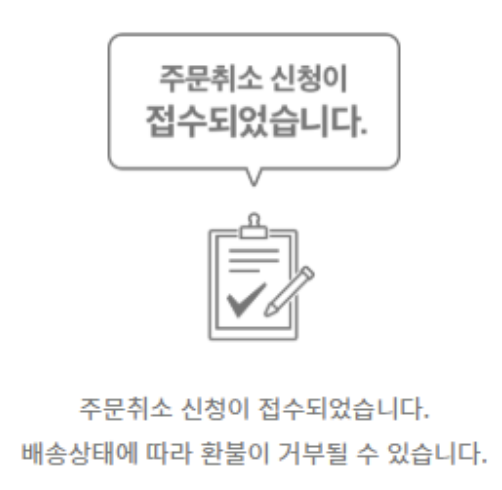 주문취소 신청이
접수되었습니다.
주문취소 신청이 접수되었습니다.
배송상태에 따라 환불이 거부될 수 있습니다.